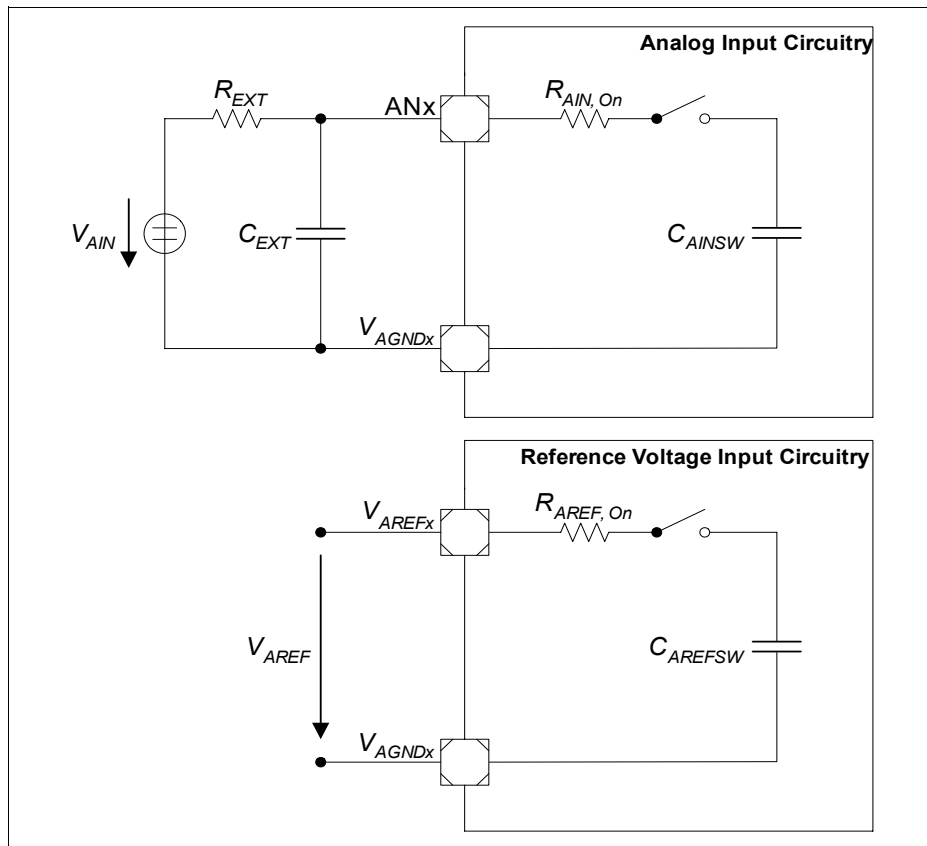 Analog Input Circuitry
R_EXT
ANx
R_AIN, On
V_AIN
C_EXT
C_AINSW
V_AGNDx
Reference Voltage Input Circuitry
V_AREFx
R_AREF, On
V_AREF
C_AREFSW
V_AGNDx